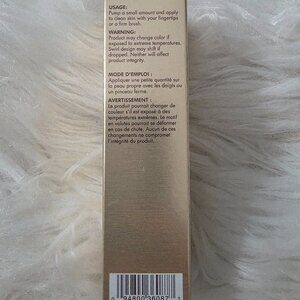 USAGE:
Pump a small amount and apply
to clean skin with your fingertips
or a firm brush.
WARNING:
Product may change color if
exposed to extreme temperatures.
Swirl design may shift if
dropped. Neither will affect
product integrity.
MODE D'EMPLOI :
Appliquer une petite quantité sur
la peau propre avec les doigts ou
un pinceau ferme.
AVERTISSEMENT :
Le produit pourrait changer de
couleur s'il est exposé à des
températures extrêmes. Le motif
en volutes pourrait se déformer
en cas de chute. Aucun de ces
changements ne compromet
l'intégrité du produit.
94800 36087